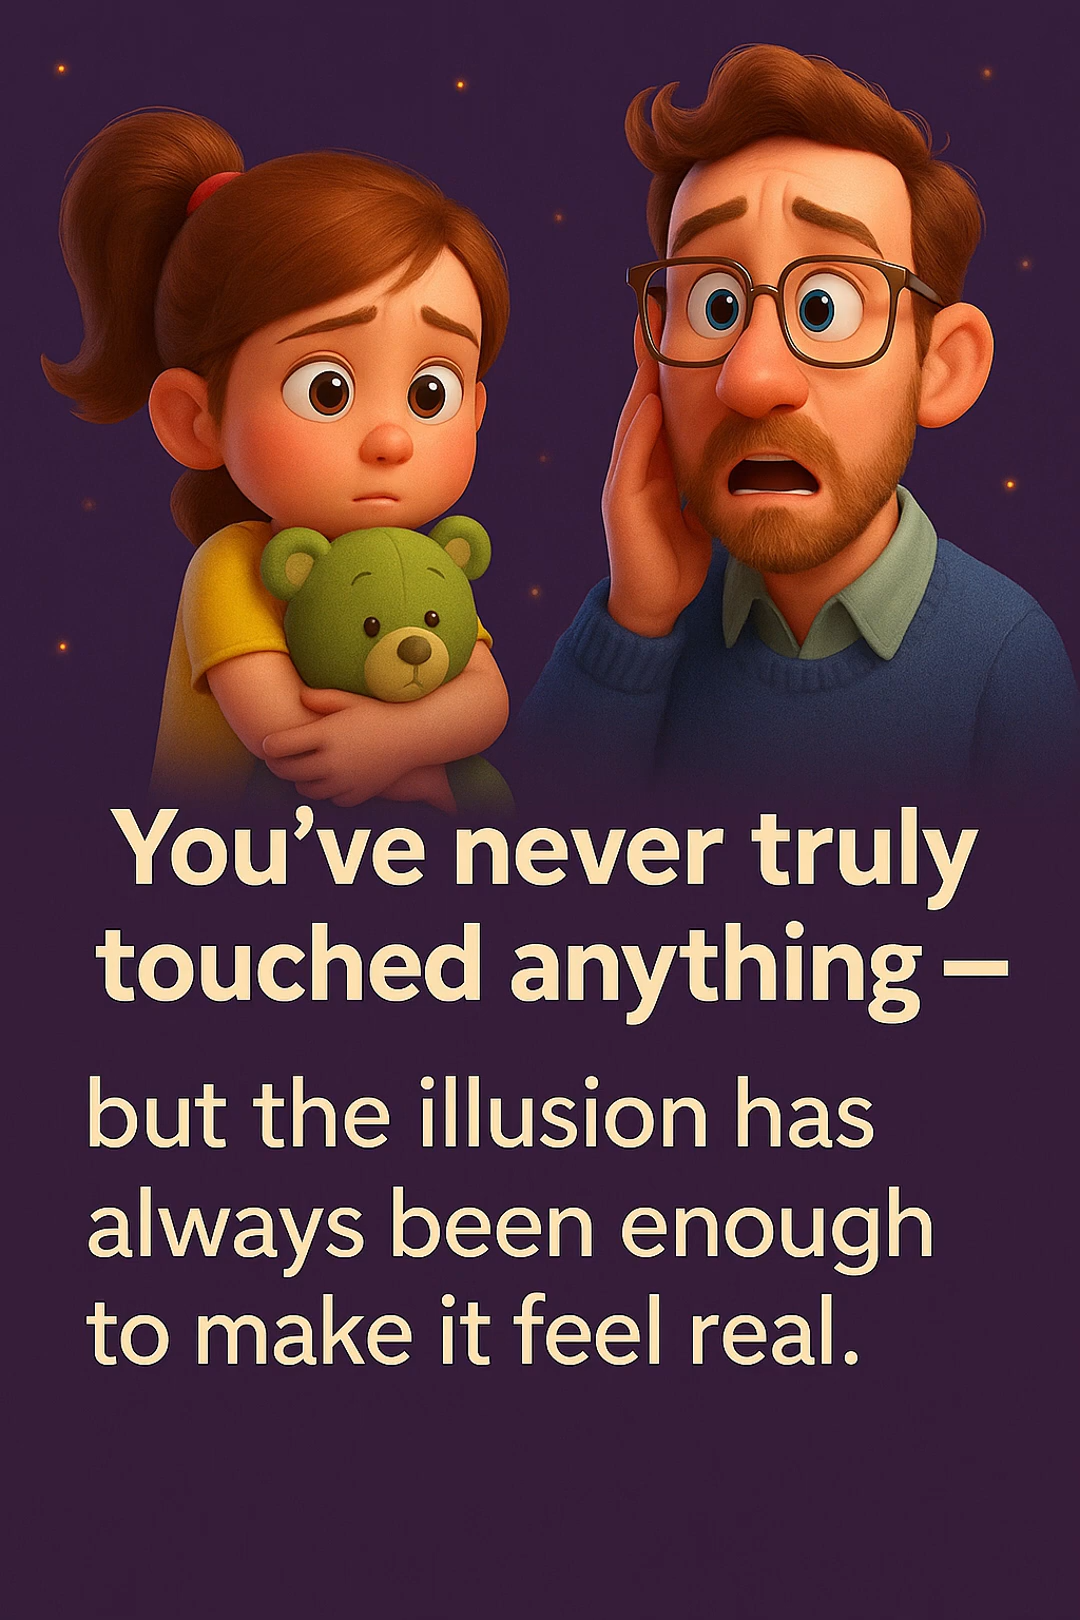 You’ve never truly
touched anything —
but the illusion has
always been enough
to make it feel real.